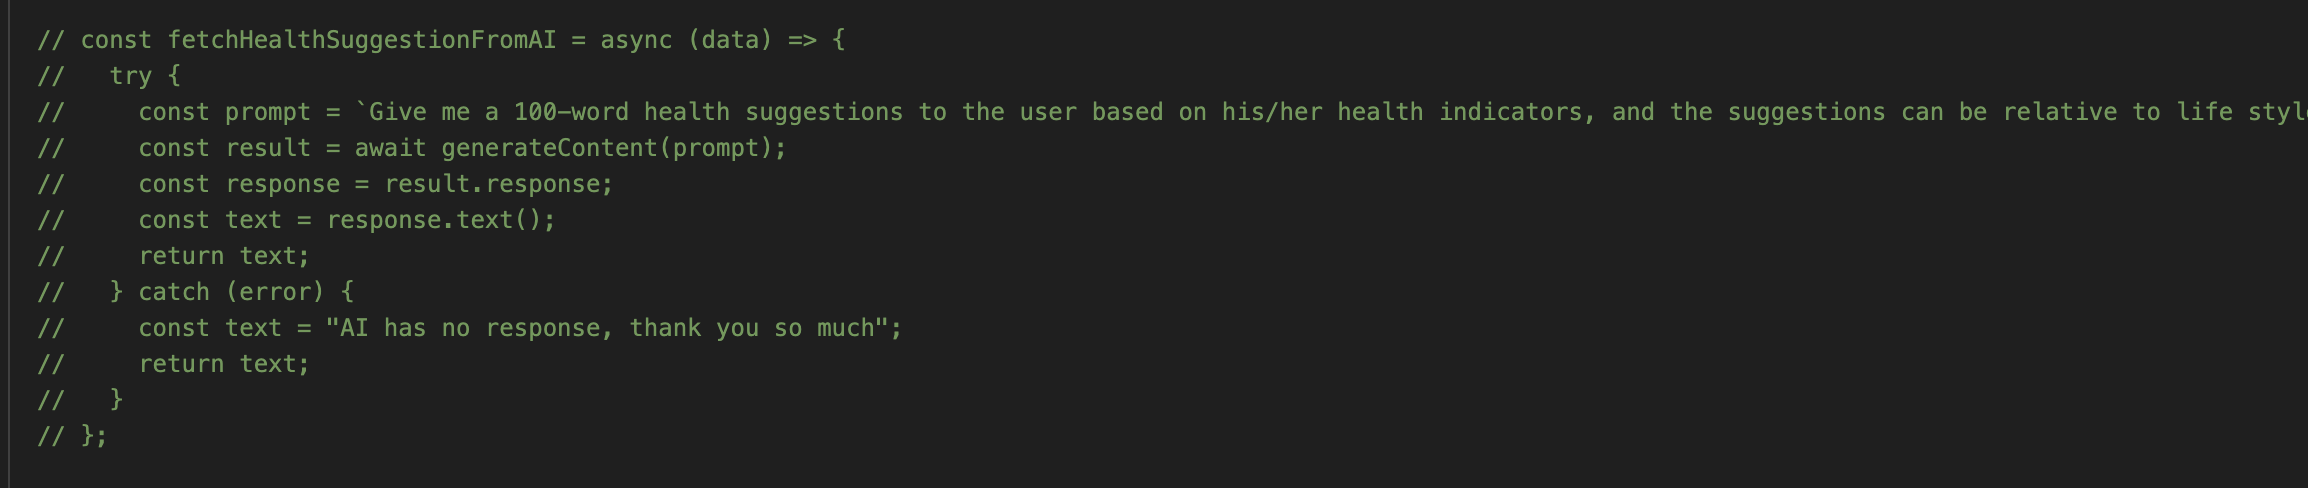 // const fetchHealthSuggestionFromAI = async (data) => {
//   try {
//     const prompt = `Give me a 100-word health suggestions to the user based on his/her health indicators, and the suggestions can be relative to life
//     const result = await generateContent(prompt);
//     const response = result.response;
//     const text = response.text();
//     return text;
//   } catch (error) {
//     const text = "AI has no response, thank you so much";
//     return text;
//   }
// };